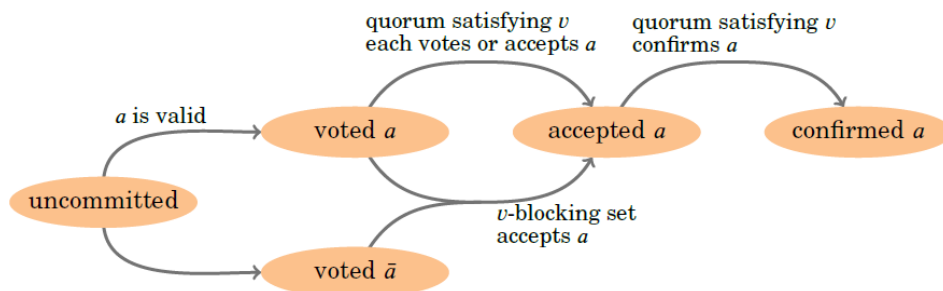 quorum satisfying v
each votes or accepts a
quorum satisfying v
confirms a
a is valid
voted a
accepted a
confirmed a
uncommitted
v-blocking set
accepts a
voted ā